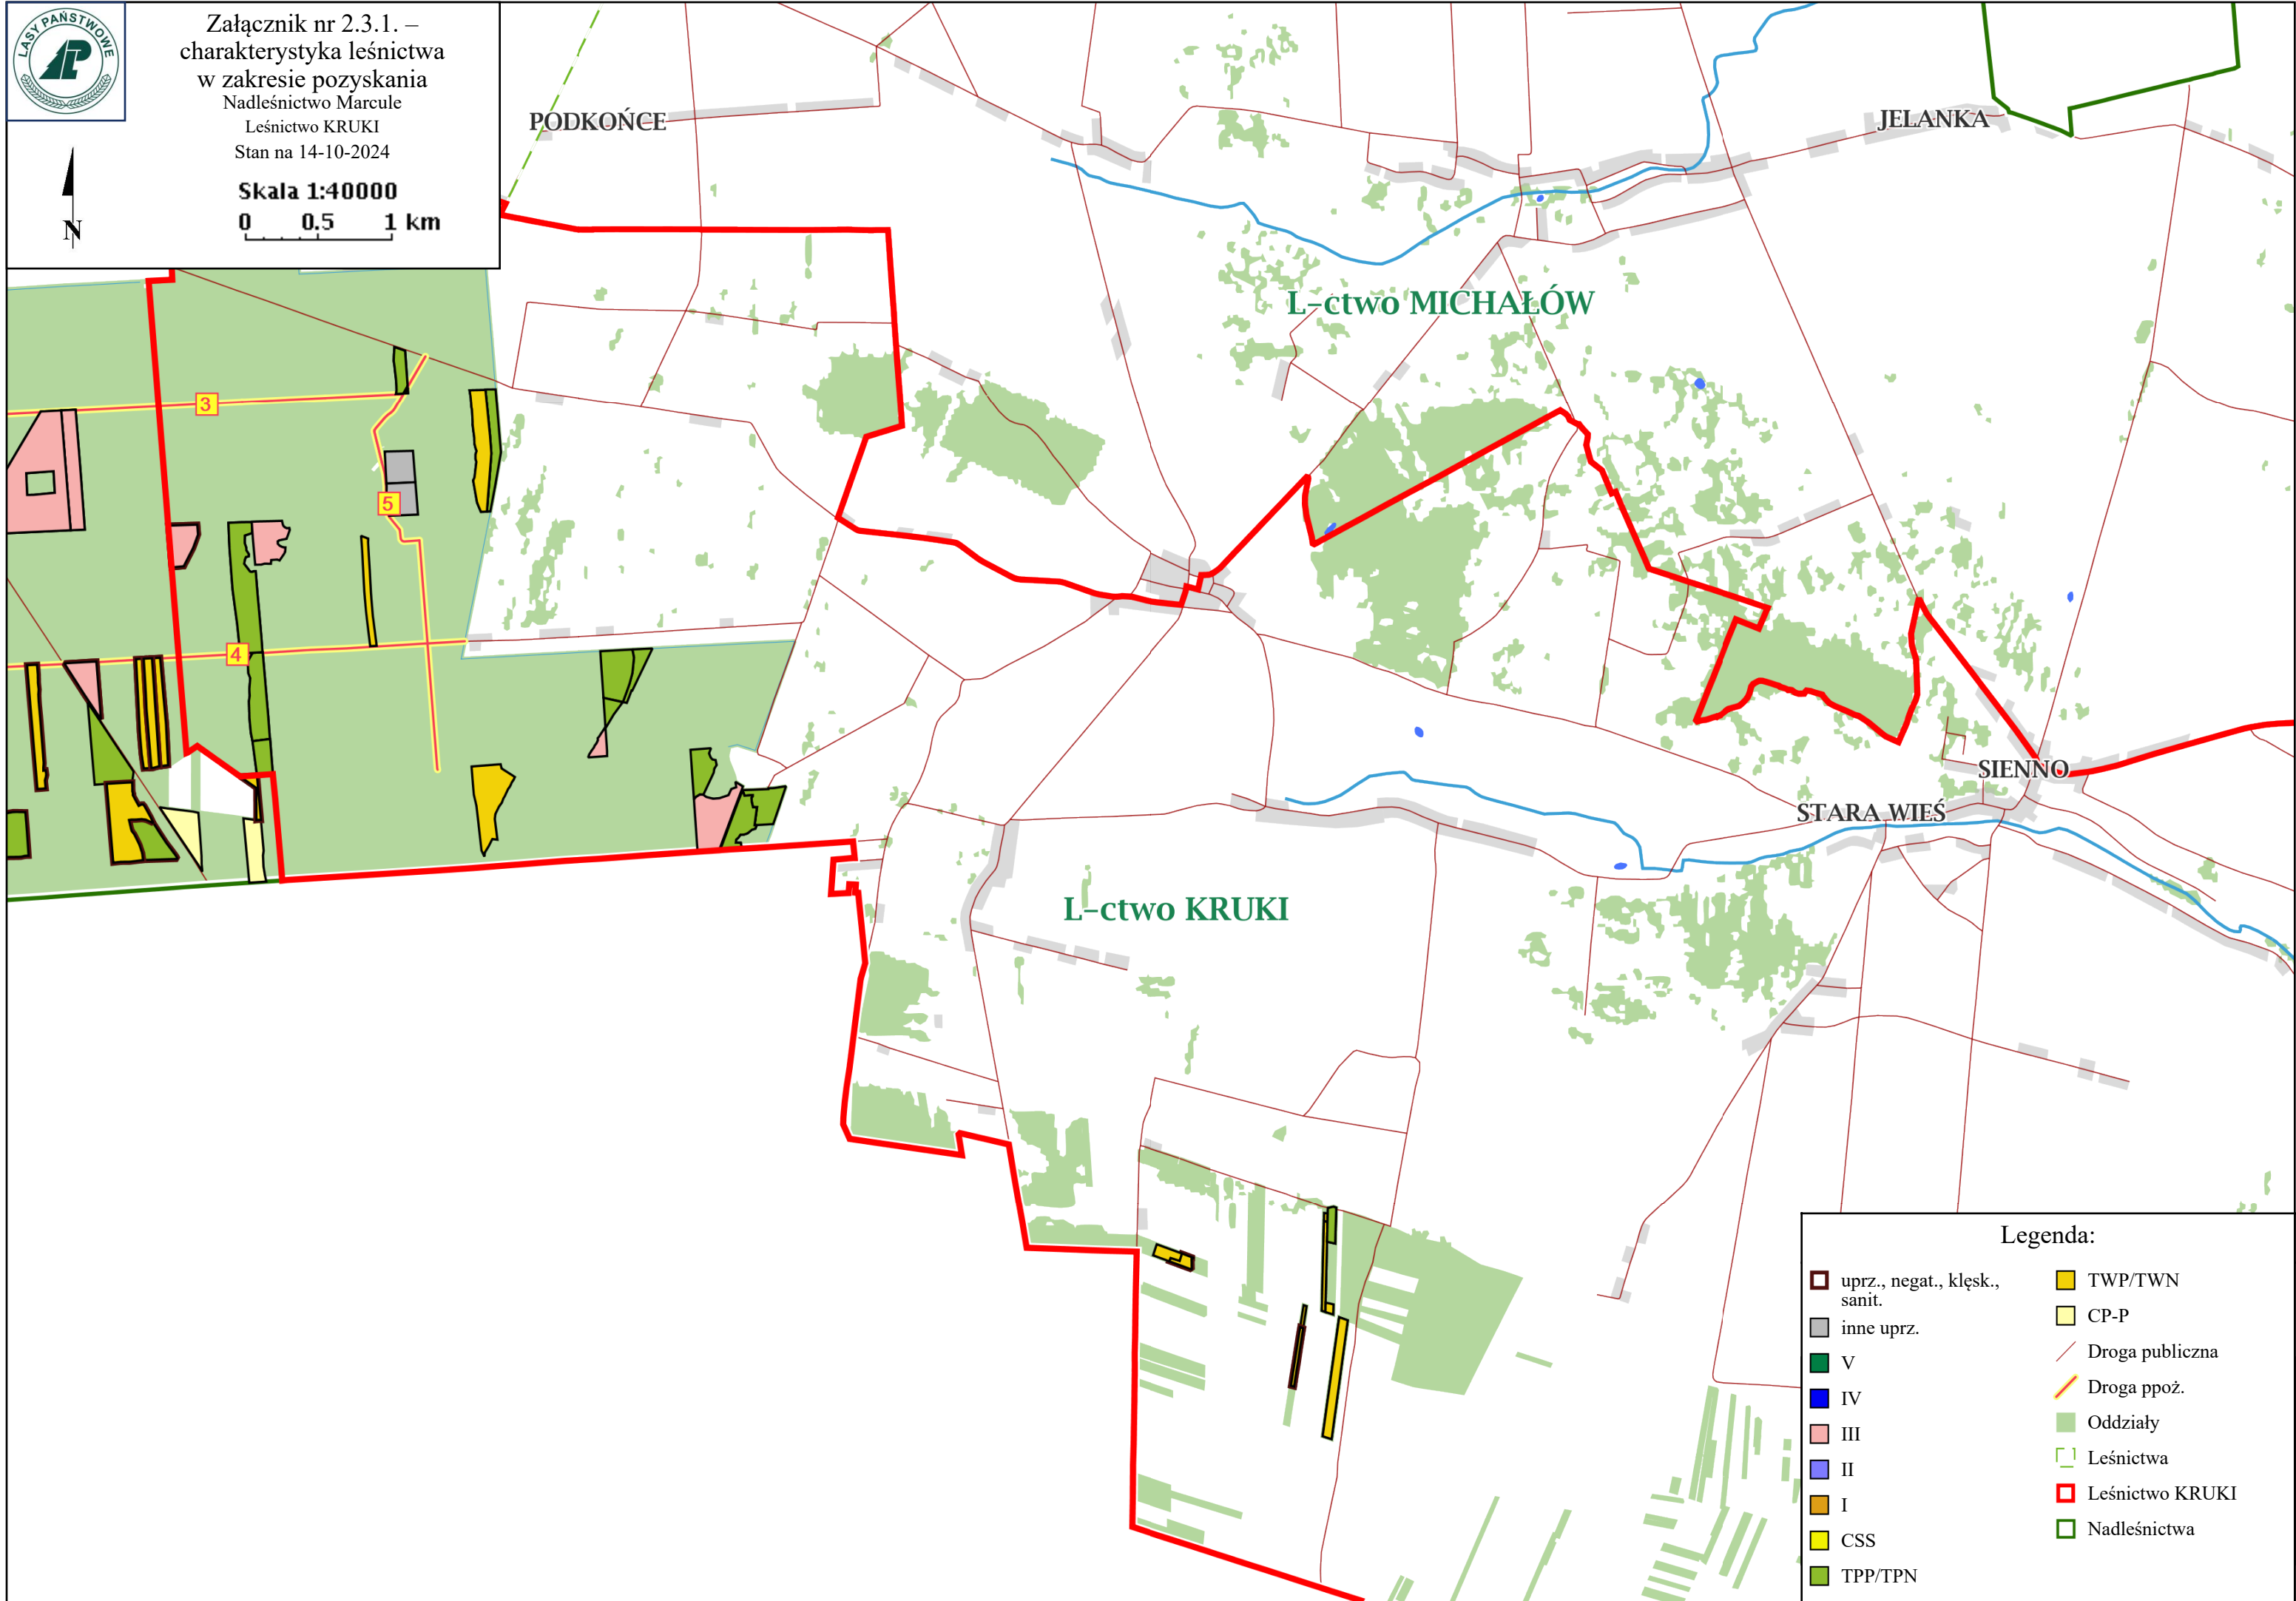 LASY PAŃSTWOWE
Załącznik nr 2.3.1. –
charakterystyka leśnictwa
w zakresie pozyskania
Nadleśnictwo Marcule
Leśnictwo KRUKI
Stan na 14-10-2024
Skala 1:40000
0 0.5 1 km
N
PODKOŃCE
JELANKA
L-ctwo MICHAŁÓW
3
5
4
SIENNO
STARA WIEŚ
L-ctwo KRUKI
Legenda:
uprz., negat., klęsk.,
sanit.
inne uprz.
V
IV
III
II
I
CSS
TPP/TPN
TWP/TWN
CP-P
Droga publiczna
Droga ppoż.
Oddziały
Leśnictwa
Leśnictwo KRUKI
Nadleśnictwa